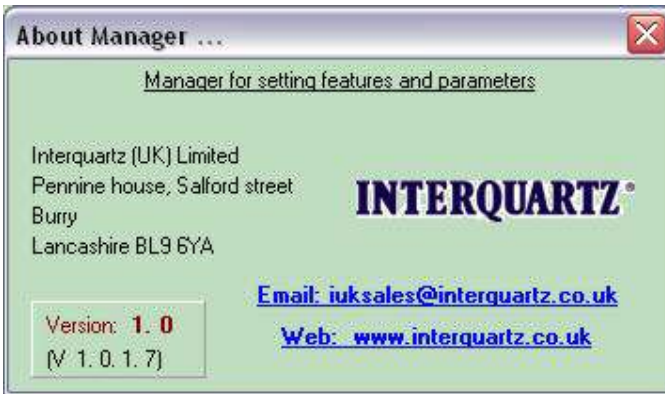 About Manager ...
Manager for setting features and parameters
Interquartz (UK) Limited
Pennine house, Salford street
Burry
Lancashire BL9 6YA
INTERQUARTZ®
Email: iuksales@interquartz.co.uk
Web: www.interquartz.co.uk
Version: 1. 0
(V 1. 0. 1. 7)